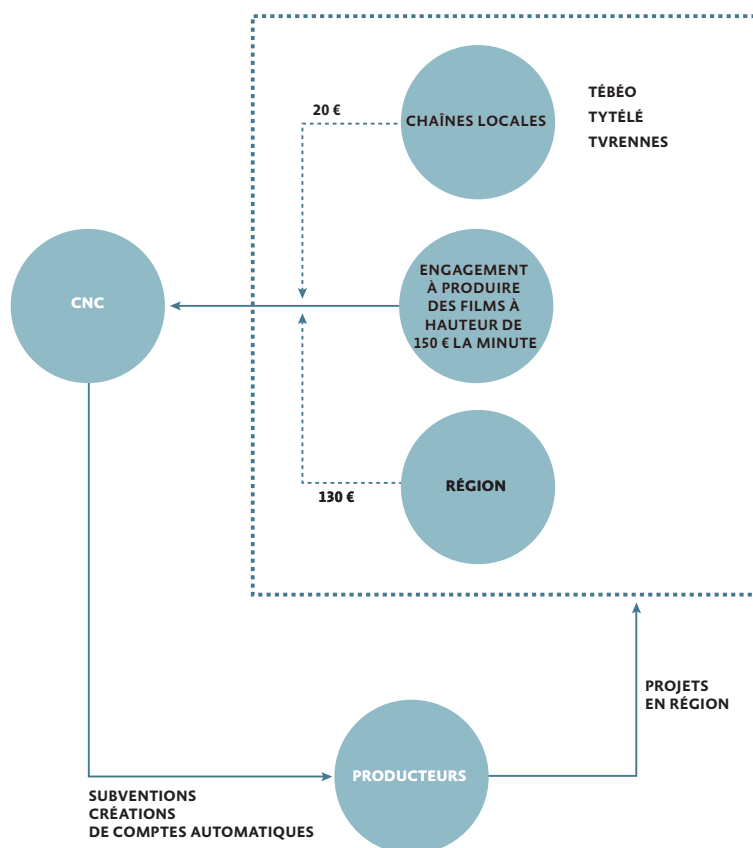 20 €
CHAÎNES LOCALES
TÉBÉO
TYTÉLÉ
TVRENNES
CNC
ENGAGEMENT
À PRODUIRE
DES FILMS À
HAUTEUR DE
150 € LA MINUTE
RÉGION
130 €
PROJETS
EN RÉGION
PRODUCTEURS
SUBVENTIONS
CRÉATIONS
DE COMPTES AUTOMATIQUES